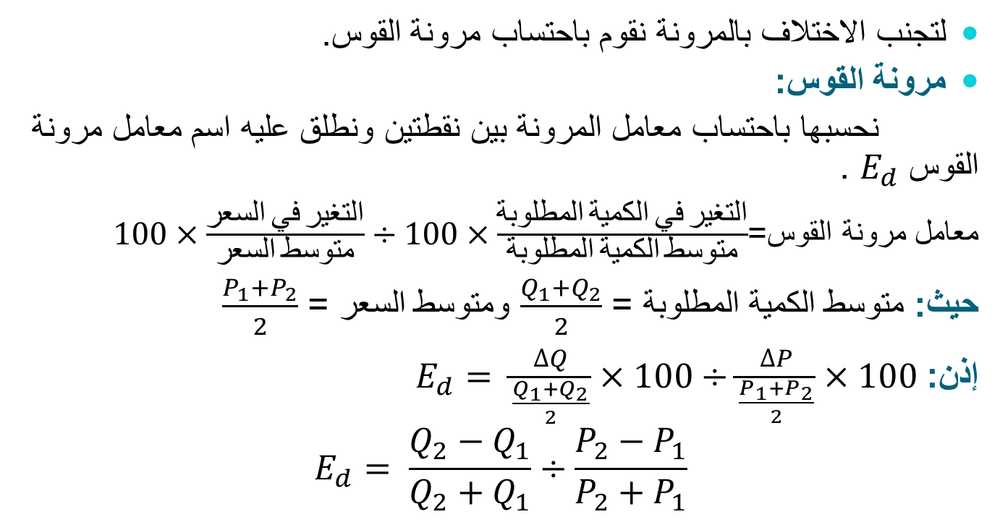 • لتجنب الاختلاف بالمرونة نقوم باحتساب مرونة القوس.
• مرونة القوس:
نحسبها باحتساب معامل المرونة بين نقطتين ونطلق عليه اسم معامل مرونة
القوس $E_d$ .
معامل مرونة القوس= $\frac{التغير في الكمية المطلوبة}{متوسط الكمية المطلوبة} \times 100 \div \frac{التغير في السعر}{متوسط السعر} \times 100$
حيث: متوسط الكمية المطلوبة = $\frac{Q_1+Q_2}{2}$ ومتوسط السعر = $\frac{P_1+P_2}{2}$
إذن: $E_d = \frac{\Delta Q}{\frac{Q_1+Q_2}{2}} \times 100 \div \frac{\Delta P}{\frac{P_1+P_2}{2}} \times 100$
$E_d = \frac{Q_2 - Q_1}{Q_2 + Q_1} \div \frac{P_2 - P_1}{P_2 + P_1}$